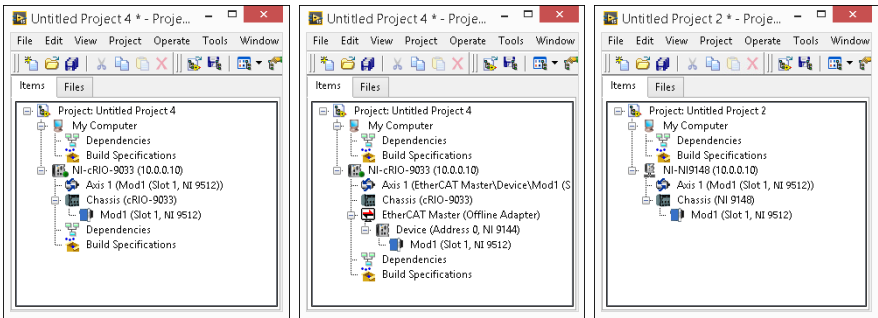 Untitled Project 4 * - Proje...
File Edit View Project Operate Tools Window
Items Files
Project: Untitled Project 4
My Computer
Dependencies
Build Specifications
NI-cRIO-9033 (10.0.0.10)
Axis 1 (Mod1 (Slot 1, NI 9512))
Chassis (cRIO-9033)
Mod1 (Slot 1, NI 9512)
Dependencies
Build Specifications
Untitled Project 4 * - Proje...
File Edit View Project Operate Tools Window
Items Files
Project: Untitled Project 4
My Computer
Dependencies
Build Specifications
NI-cRIO-9033 (10.0.0.10)
Axis 1 (EtherCAT Master\Device\Mod1 (S
Chassis (cRIO-9033)
EtherCAT Master (Offline Adapter)
Device (Address 0, NI 9144)
Mod1 (Slot 1, NI 9512)
Dependencies
Build Specifications
Untitled Project 2 * - Proje...
File Edit View Project Operate Tools Window
Items Files
Project: Untitled Project 2
My Computer
Dependencies
Build Specifications
NI-NI9148 (10.0.0.10)
Axis 1 (Mod1 (Slot 1, NI 9512))
Chassis (NI 9148)
Mod1 (Slot 1, NI 9512)